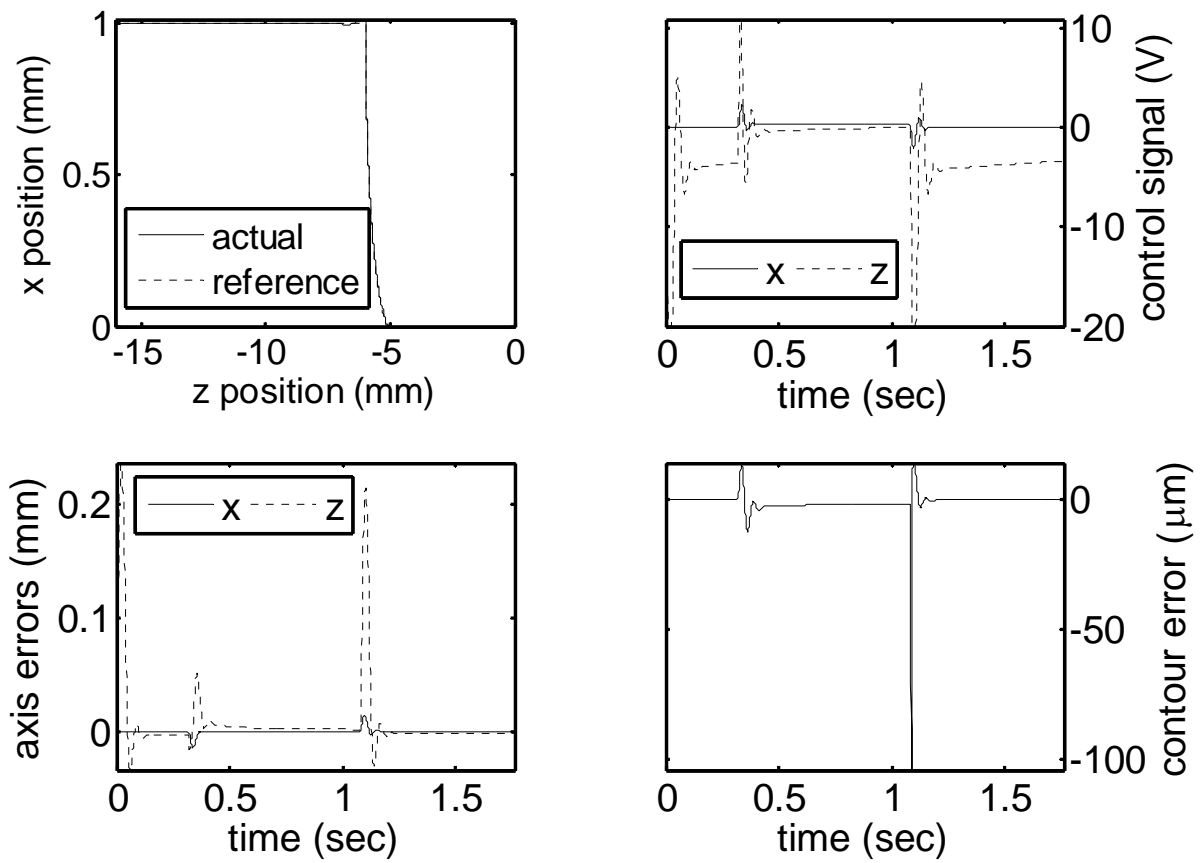 1
0.5
0
x position (mm)
actual
reference
-15
-10
-5
0
z position (mm)
10
0
-10
-20
control signal (V)
x
z
0
0.5
1
1.5
time (sec)
0.2
0.1
0
axis errors (mm)
x
z
0
0.5
1
1.5
time (sec)
0
-50
-100
contour error (μm)
0
0.5
1
1.5
time (sec)